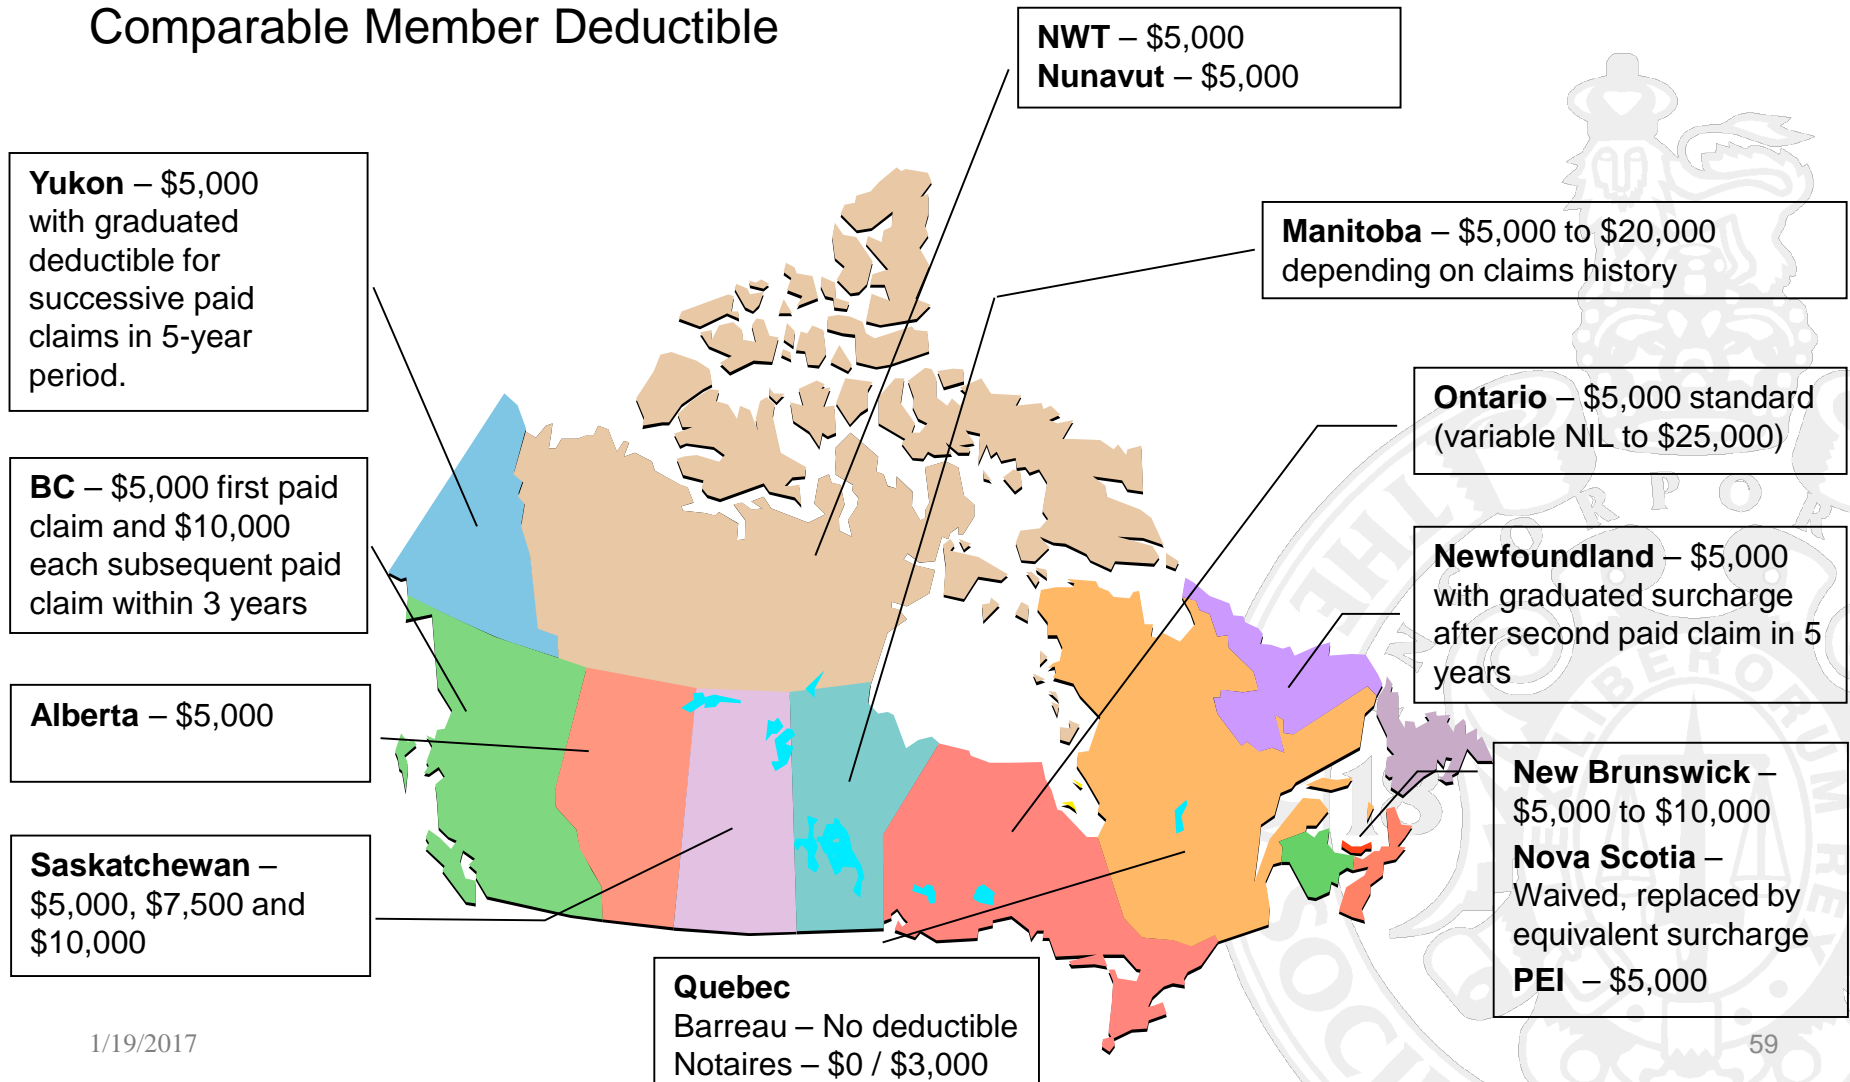 Comparable Member Deductible
NWT – $5,000
Nunavut – $5,000
Yukon – $5,000
with graduated
deductible for
successive paid
claims in 5-year
period.
Manitoba – $5,000 to $20,000
depending on claims history
Ontario – $5,000 standard
(variable NIL to $25,000)
BC – $5,000 first paid
claim and $10,000
each subsequent paid
claim within 3 years
Newfoundland – $5,000
with graduated surcharge
after second paid claim in 5
years
Alberta – $5,000
New Brunswick –
$5,000 to $10,000
Nova Scotia –
Waived, replaced by
equivalent surcharge
PEI – $5,000
Saskatchewan –
$5,000, $7,500 and
$10,000
Quebec
Barreau – No deductible
Notaires – $0 / $3,000
1/19/2017
59
THE
LIBERORUM